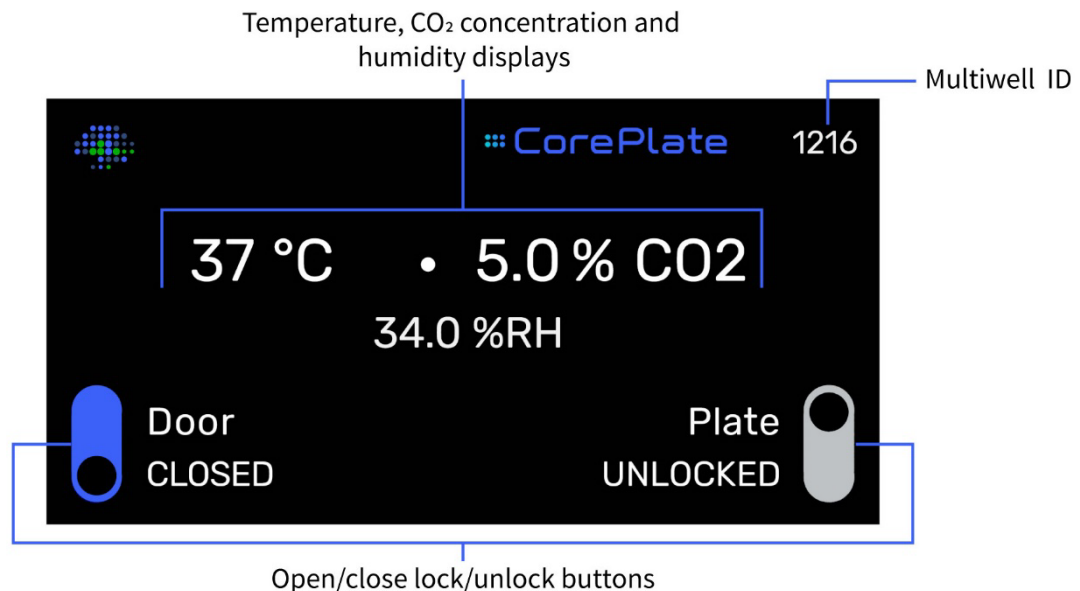 Temperature, CO₂ concentration and
humidity displays
Multiwell ID
CorePlate
1216
37 °C • 5.0 % CO2
34.0 %RH
Door
CLOSED
Plate
UNLOCKED
Open/close lock/unlock buttons